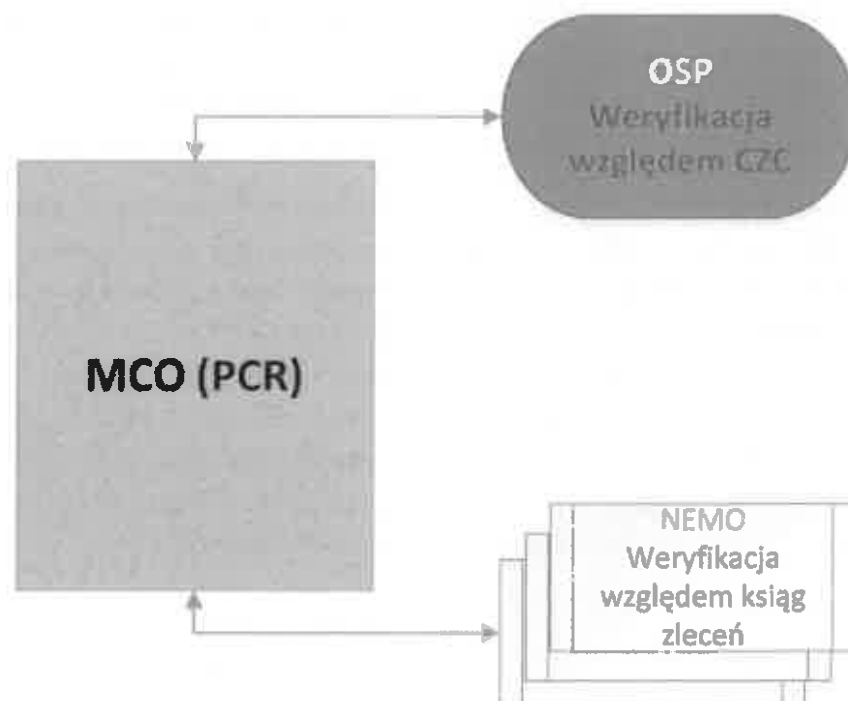 OSP
Weryfikacja
względem CZC
MCO (PCR)
NEMO
Weryfikacja
względem ksiąg
zleceń